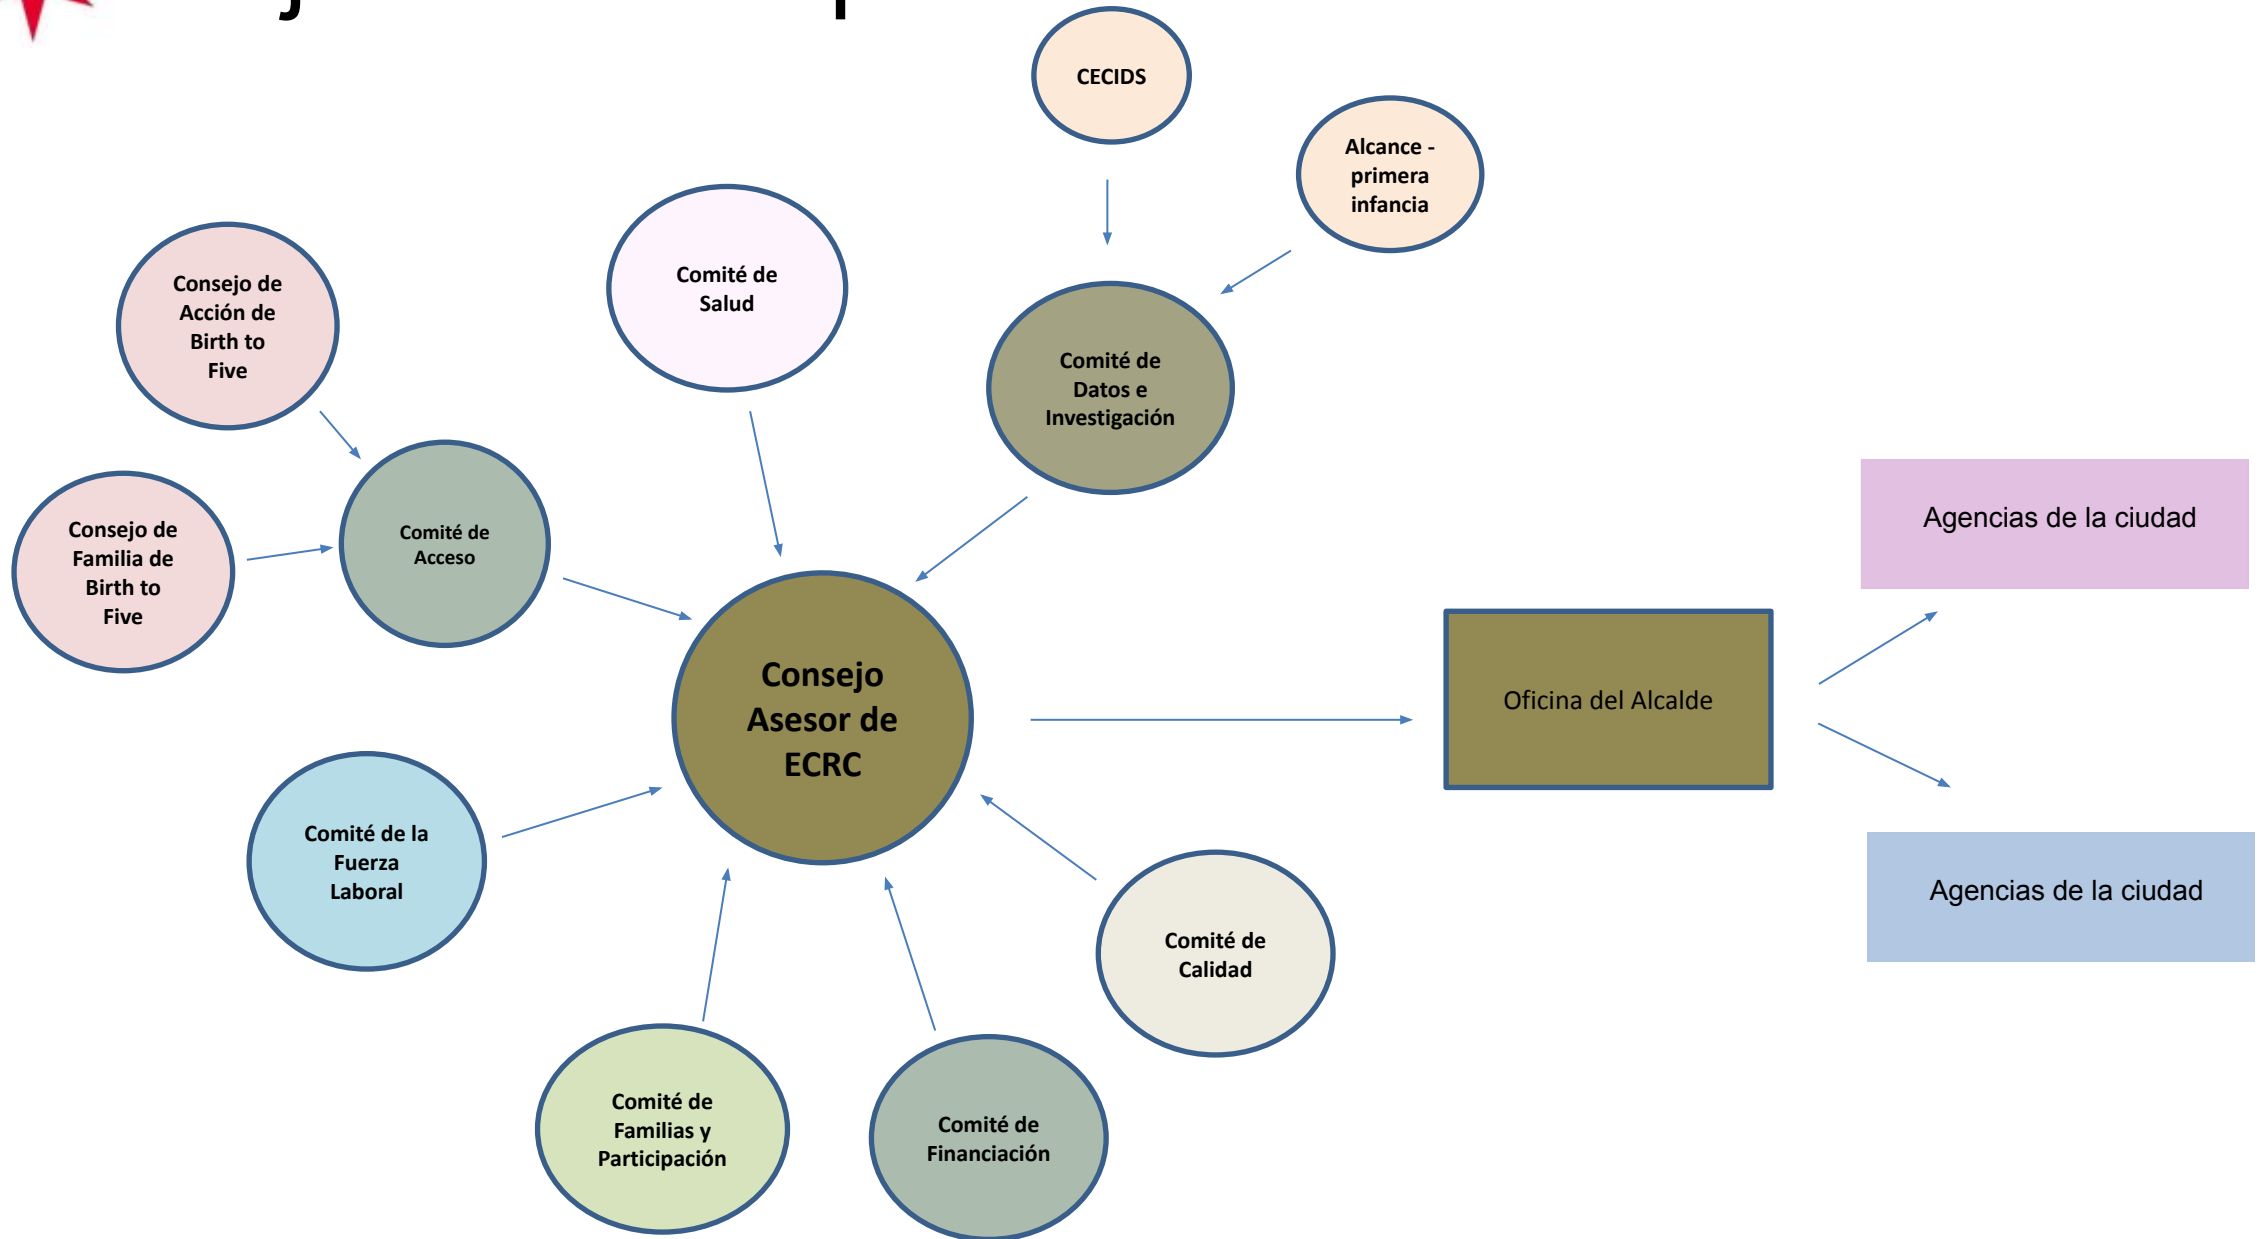 CECIDS
Alcance -
primera
infancia
Comité de
Salud
Consejo de
Acción de
Birth to
Five
Comité de
Datos e
Investigación
Consejo de
Familia de
Birth to
Five
Comité de
Acceso
Agencias de la ciudad
Consejo
Asesor de
ECRC
Oficina del Alcalde
Comité de la
Fuerza
Laboral
Agencias de la ciudad
Comité de
Calidad
Comité de
Familias y
Participación
Comité de
Financiación